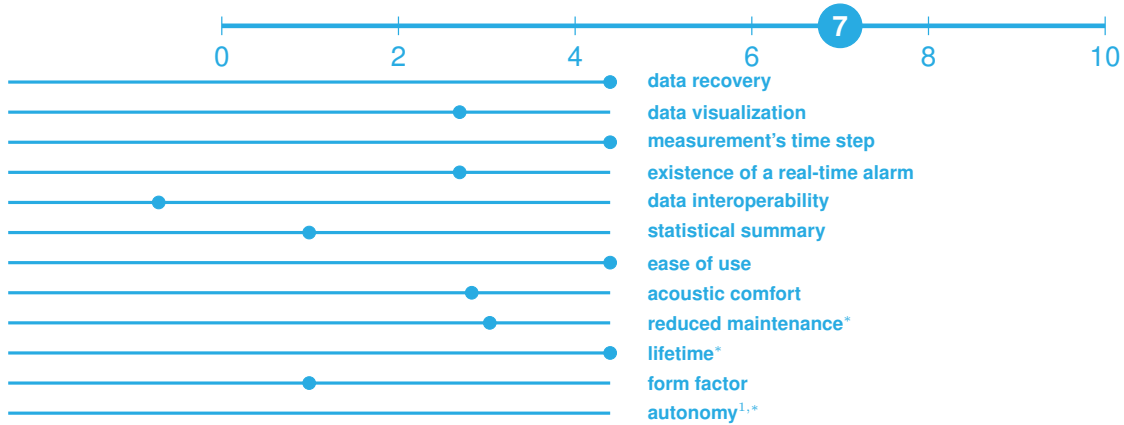 7
0 2 4 6 8 10
data recovery
data visualization
measurement's time step
existence of a real-time alarm
data interoperability
statistical summary
ease of use
acoustic comfort
reduced maintenance*
lifetime*
form factor
autonomy1,*